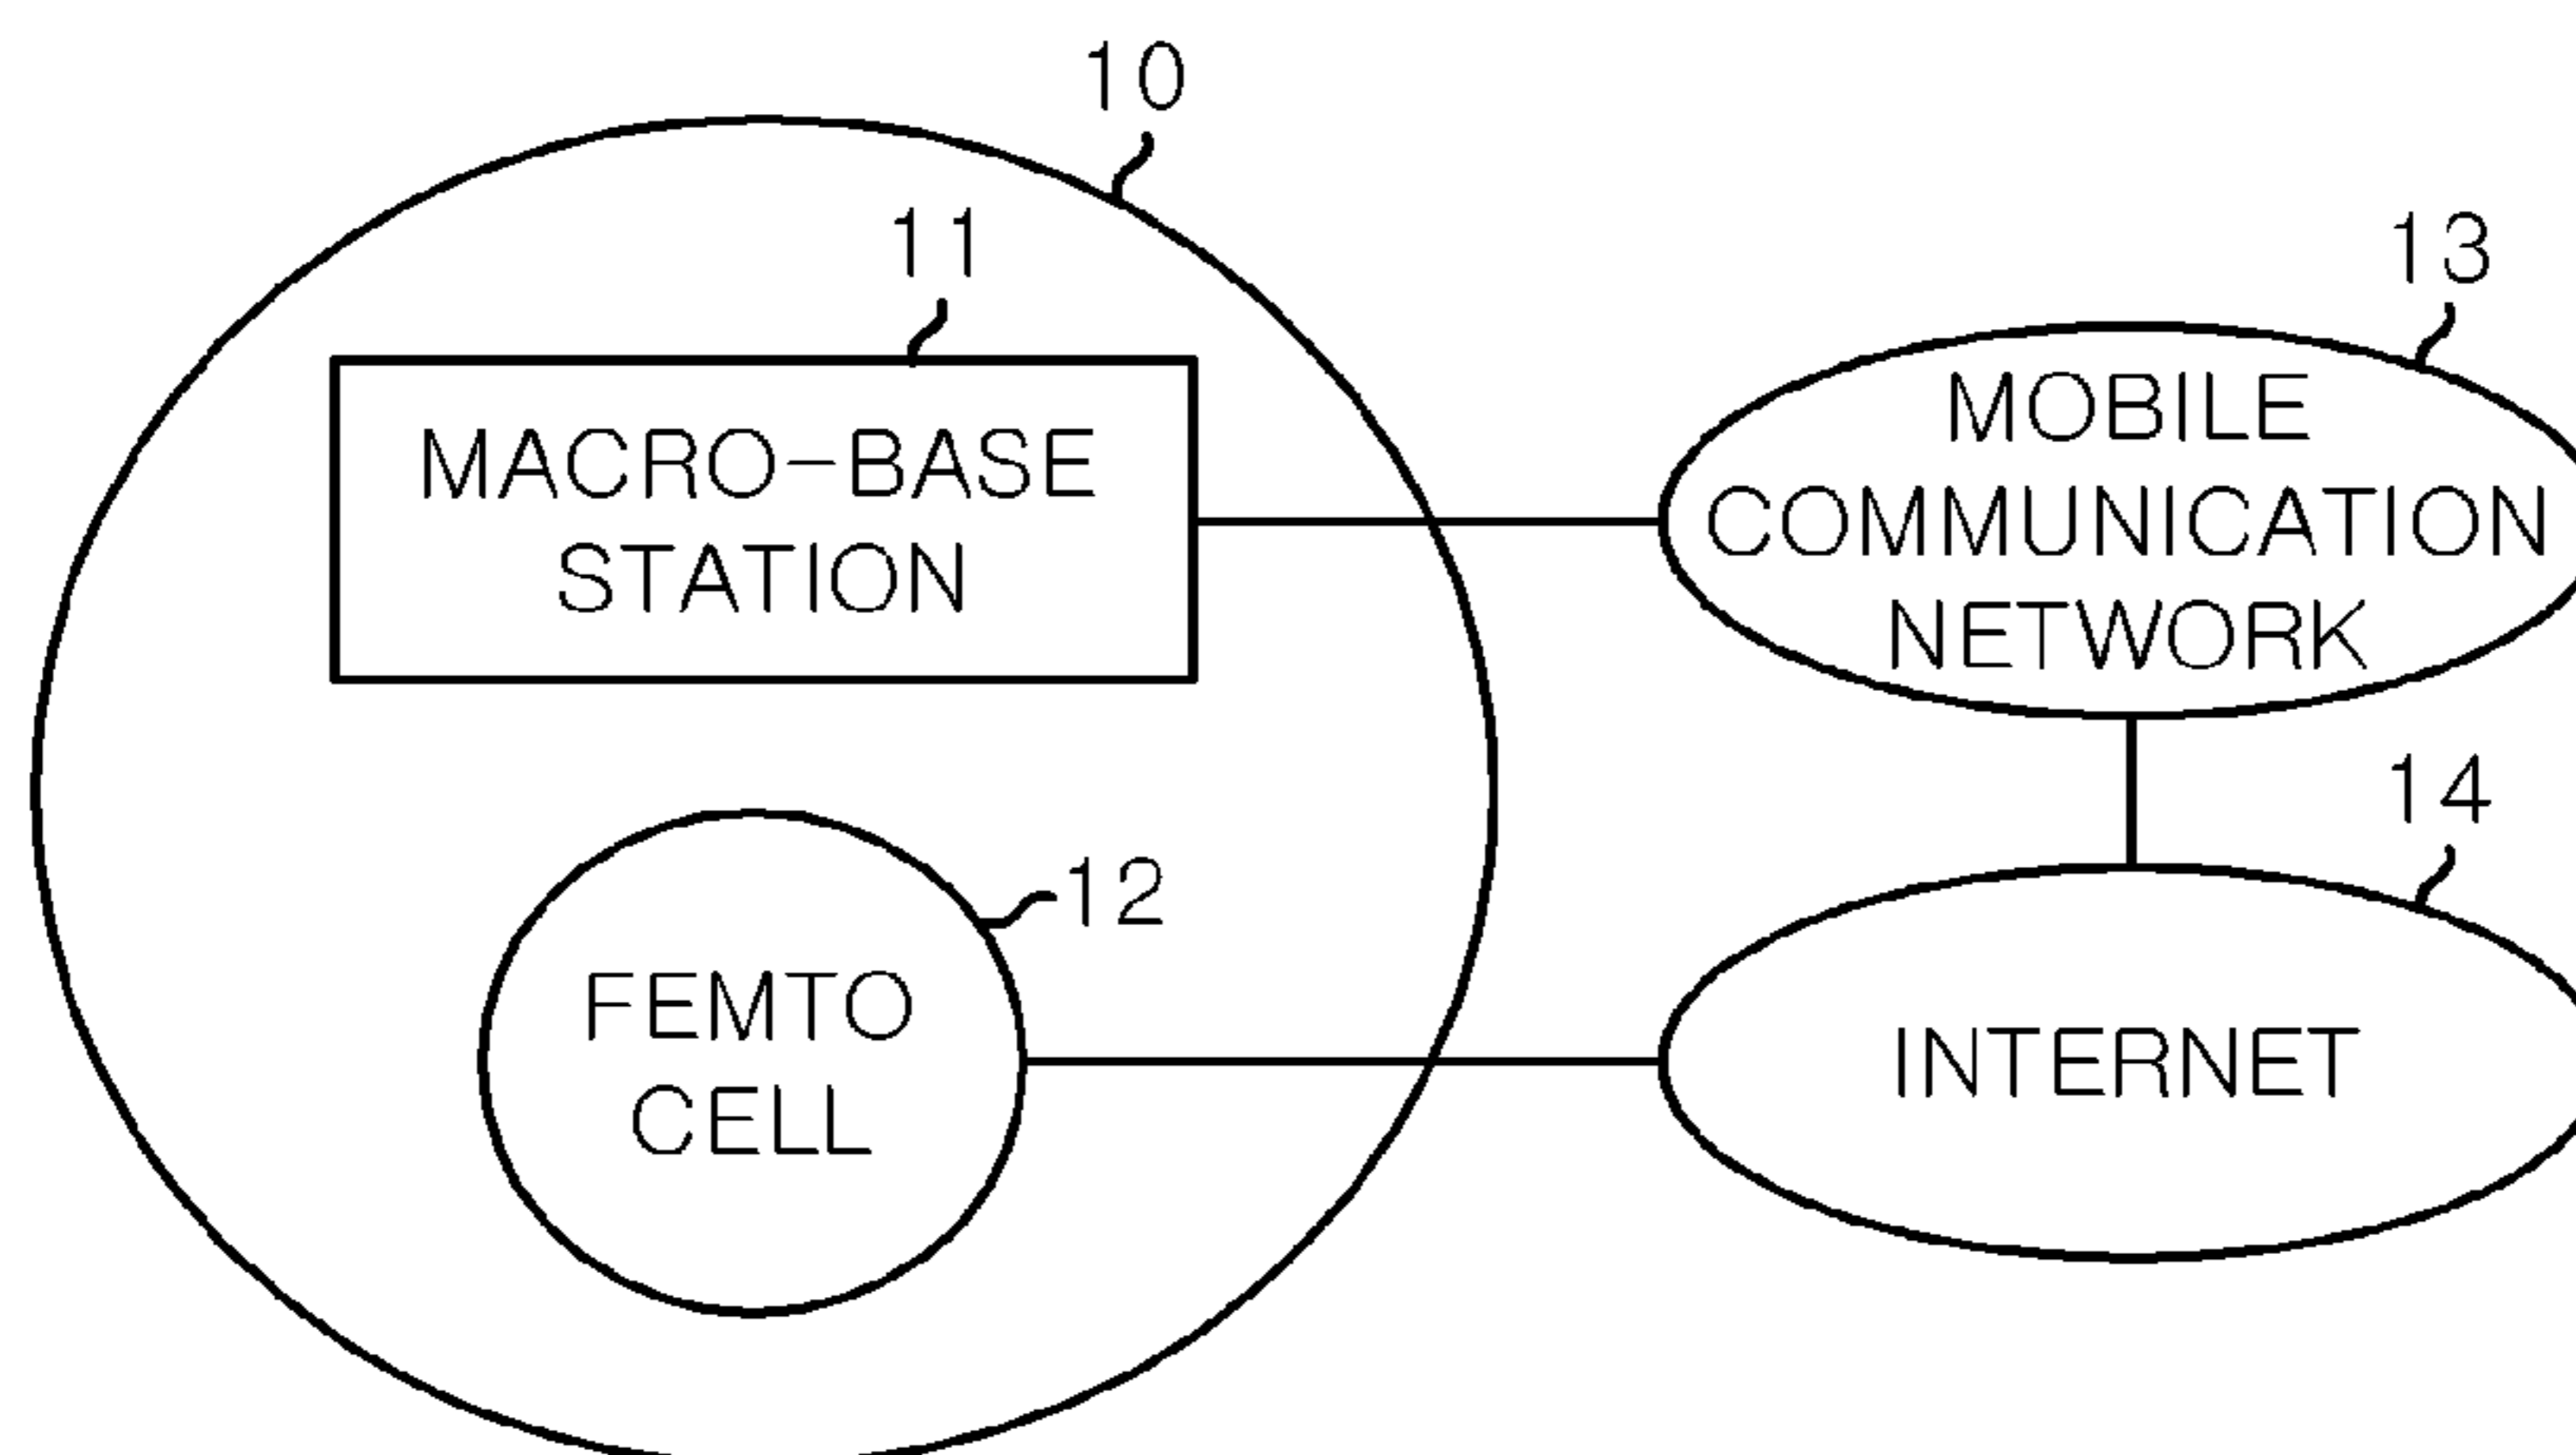 10
11
MACRO-BASE
STATION
12
FEMTO
CELL
13
MOBILE
COMMUNICATION
NETWORK
14
INTERNET